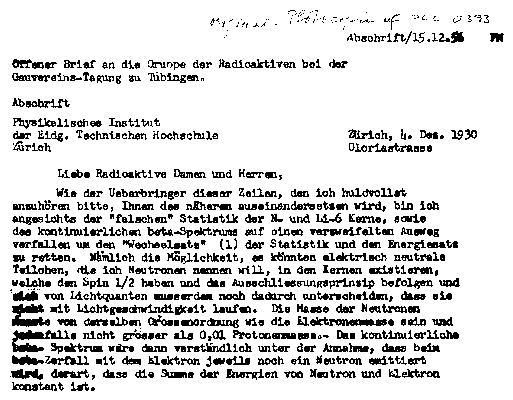 Original - Photocopy of PLC 0393
Abschrift/15.12.56 PM
Offener Brief an die Gruppe der Radioaktiven bei der
Gauvereins-Tagung zu Tübingen.
Abschrift
Physikalisches Institut
der Eidg. Technischen Hochschule
Zürich
Zürich, 4. Dez. 1930
Gloriastrasse
Liebe Radioaktive Damen und Herren,
Wie der Ueberbringer dieser Zeilen, den ich huldvollst
anzuhören bitte, Ihnen des näheren auseinandersetzen wird, bin ich
angesichts der "falschen" Statistik der N- und Li-6 Kerne, sowie
des kontinuierlichen beta-Spektrums auf einen verzweifelten Ausweg
verfallen um den "Wechselsatz" (1) der Statistik und den Energiesatz
zu retten. Nämlich die Möglichkeit, es könnten elektrisch neutrale
Teilchen, die ich Neutronen nennen will, in den Kernen existieren,
welche den Spin 1/2 haben und das Ausschliessungsprinzip befolgen und
sich von Lichtquanten ausserdem noch dadurch unterscheiden, dass sie
nicht mit Lichtgeschwindigkeit laufen. Die Masse der Neutronen
könnte von derselben Grössenordnung wie die Elektronenmasse sein und
jedenfalls nicht grösser als 0,01 Protonenmasse.- Das kontinuierliche
beta- Spektrum wäre dann verständlich unter der Annahme, dass beim
beta-Zerfall mit dem Elektron jeweils noch ein Neutron emittiert
wird, derart, dass die Summe der Energien von Neutron und Elektron
konstant ist.